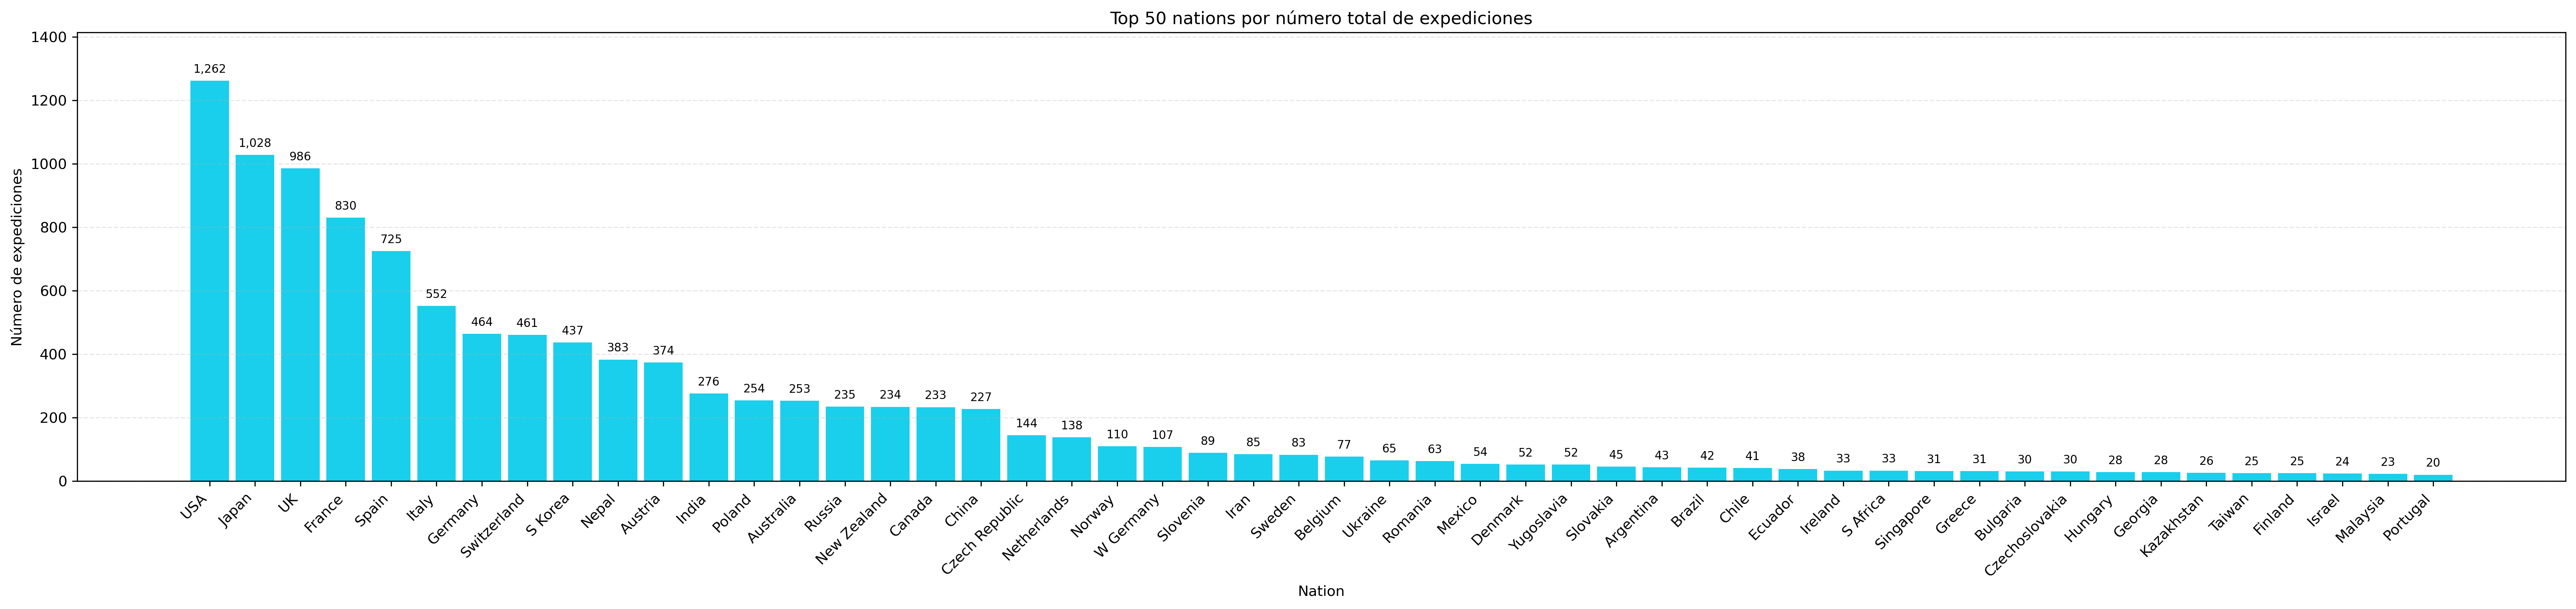 Top 50 nations por número total de expediciones
Número de expediciones
1400
1200
1000
800
600
400
200
0
1,262
1,028
986
830
725
552
464
461
437
383
374
276
254
253
235
234
233
227
144
138
110
107
89
85
83
77
65
63
54
52
52
45
43
42
41
38
33
33
31
31
30
30
28
28
26
25
25
24
23
20
USA
Japan
UK
France
Spain
Italy
Germany
Switzerland
S Korea
Nepal
Austria
India
Poland
Australia
Russia
New Zealand
Canada
China
Czech Republic
Netherlands
Norway
W Germany
Slovenia
Iran
Sweden
Belgium
Ukraine
Romania
Mexico
Denmark
Yugoslavia
Slovakia
Argentina
Brazil
Chile
Ecuador
Ireland
S Africa
Singapore
Greece
Bulgaria
Czechoslovakia
Hungary
Georgia
Kazakhstan
Taiwan
Finland
Israel
Malaysia
Portugal
Nation